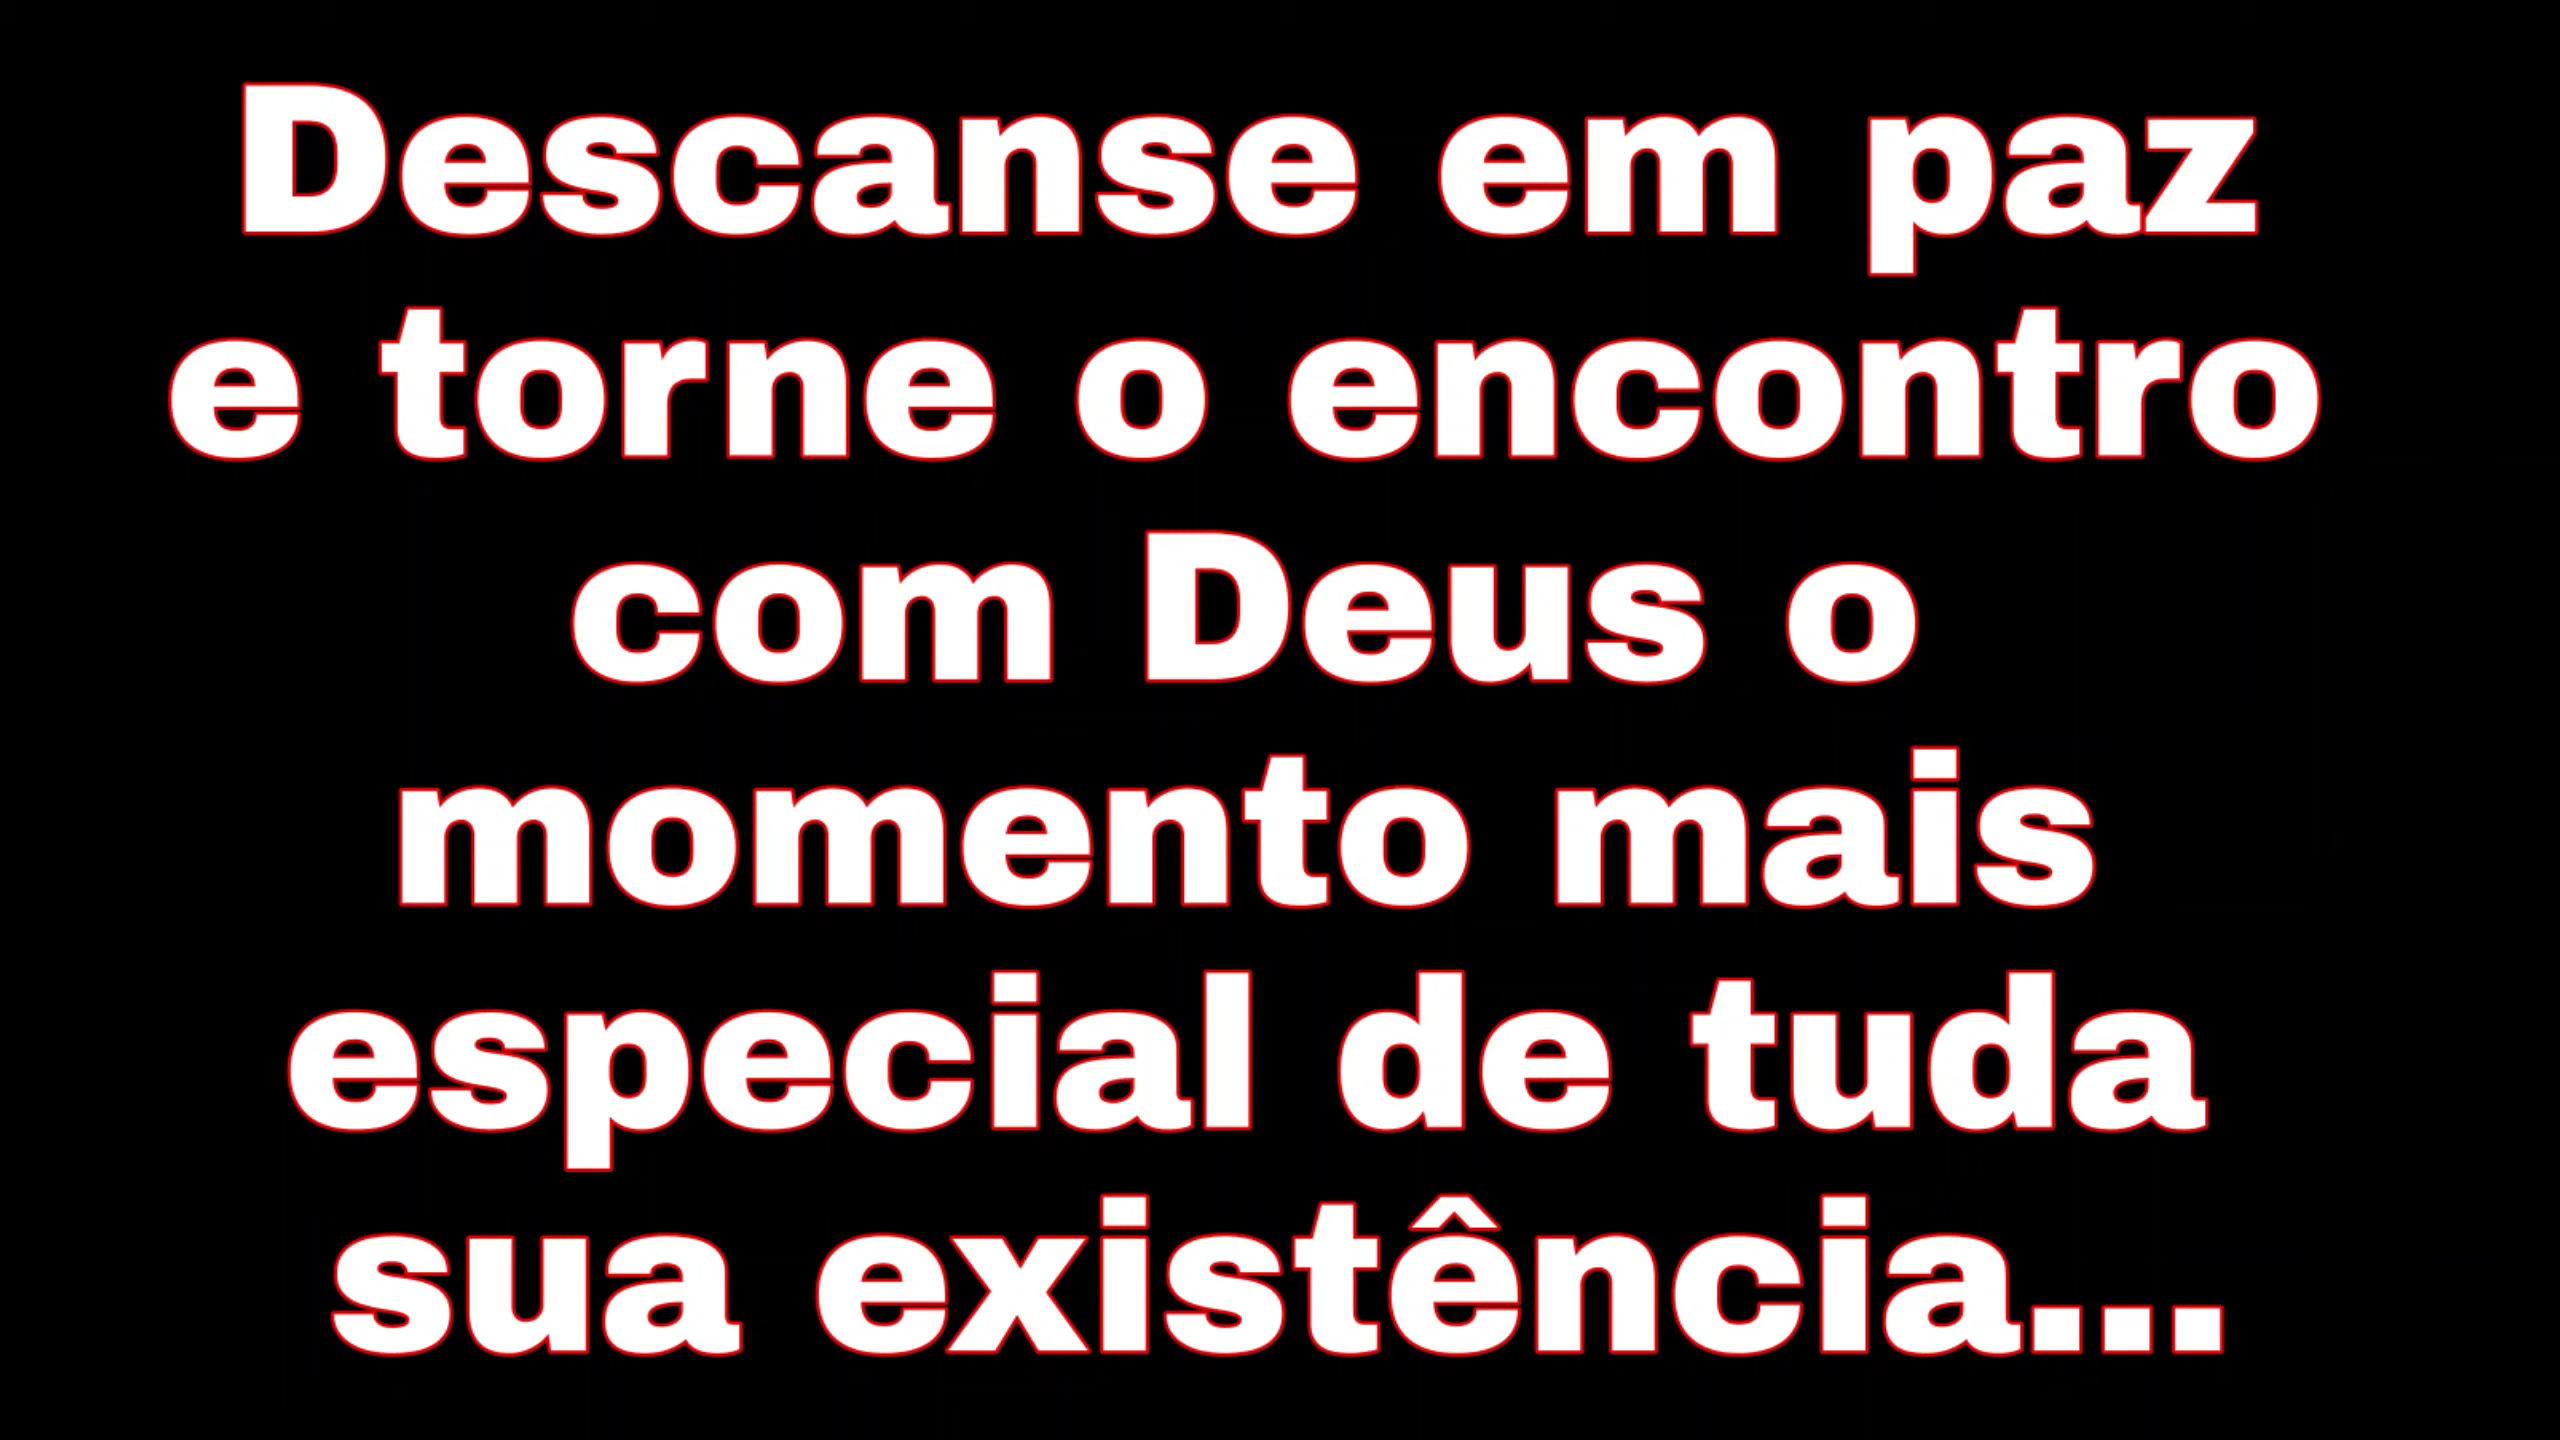 Descanse em paz
e torne o encontro
com Deus o
momento mais
especial de tuda
sua existência...